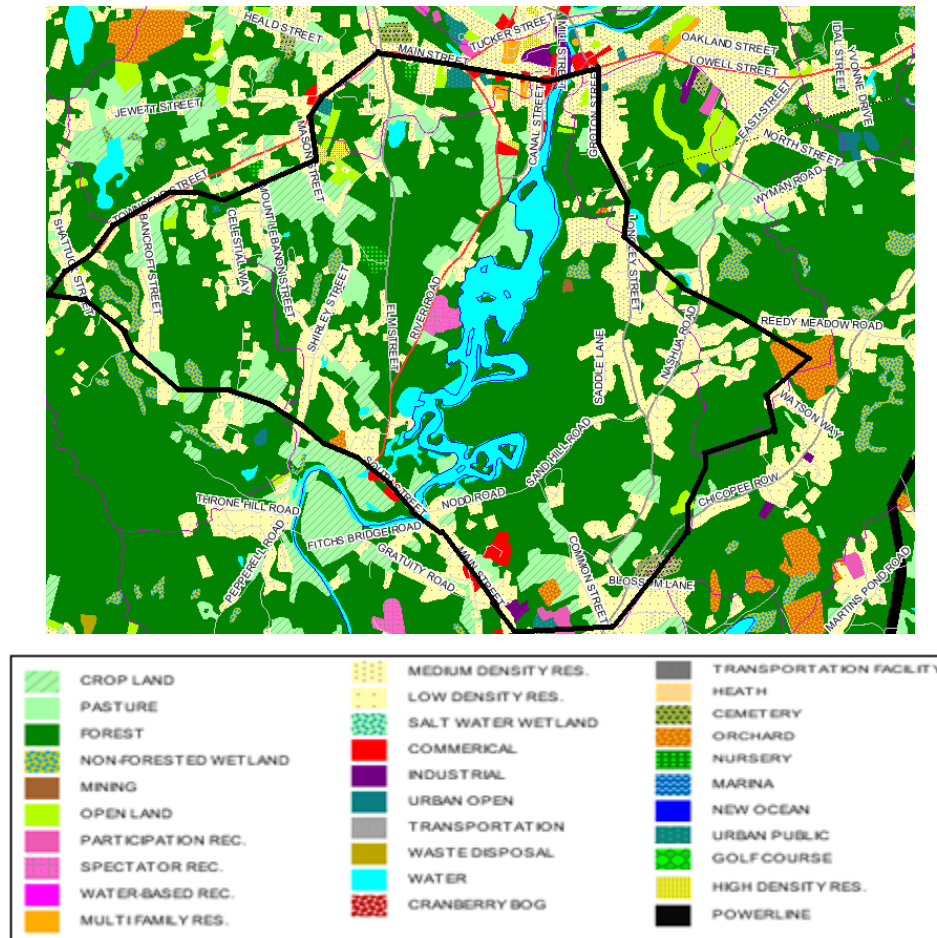 HEALD STREET
MAIN STREET
TUCKER STREET
MILL STREET
OAKLAND STREET
LOWELL STREET
IDAL STREET
YVONNE DRIVE
JEWETT STREET
MASON STREET
CANAL STREET
GROTON STREET
EAST STREET
NORTH STREET
WYMAN ROAD
TOWNSEND STREET
SHATTUCK STREET
BANCROFT STREET
CELESTIAL WAY
MOUNT LEBANON STREET
SHIRLEY STREET
ELM STREET
RIVER ROAD
LONGLEY STREET
NASHUA ROAD
REEDY MEADOW ROAD
SADDLE LANE
WATSON WAY
SAND HILL ROAD
SOUTH STREET
NODD ROAD
CHICOPEE ROW
THRONE HILL ROAD
FITCHS BRIDGE ROAD
PEPPERELL ROAD
GRATUITY ROAD
MAIN STREET
COMMON STREET
BLOSSOM LANE
MARTINS POND ROAD
CROP LAND
PASTURE
FOREST
NON-FORESTED WETLAND
MINING
OPEN LAND
PARTICIPATION REC.
SPECTATOR REC.
WATER-BASED REC.
MULTI FAMILY RES.
MEDIUM DENSITY RES.
LOW DENSITY RES.
SALT WATER WETLAND
COMMERICAL
INDUSTRIAL
URBAN OPEN
TRANSPORTATION
WASTE DISPOSAL
WATER
CRANBERRY BOG
TRANSPORTATION FACILITY
HEATH
CEMETERY
ORCHARD
NURSERY
MARINA
NEW OCEAN
URBAN PUBLIC
GOLF COURSE
HIGH DENSITY RES.
POWERLINE